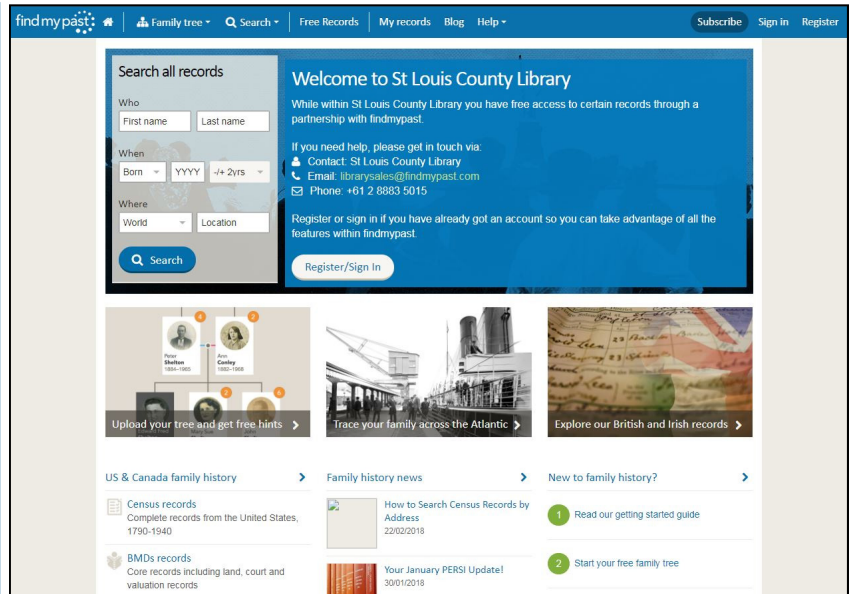 findmypast
Family tree
Search
Free Records
My records
Blog
Help
Subscribe
Sign in
Register
Search all records
Who
First name
Last name
When
Born
YYYY
-/+ 2yrs
Where
World
Location
Search
Welcome to St Louis County Library
While within St Louis County Library you have free access to certain records through a
partnership with findmypast.
If you need help, please get in touch via:
Contact: St Louis County Library
Email: librarysales@findmypast.com
Phone: +61 2 8883 5015
Register or sign in if you have already got an account so you can take advantage of all the
features within findmypast.
Register/Sign In
4
2
Peter
Shelton
1884-1965
Ann
Conley
1882-1968
Upload your tree and get free hints
Trace your family across the Atlantic
Explore our British and Irish records
US & Canada family history
Census records
Complete records from the United States,
1790-1940
BMDs records
Core records including land, court and
valuation records
Family history news
How to Search Census Records by
Address
22/02/2018
Your January PERSI Update!
30/01/2018
New to family history?
1 Read our getting started guide
2 Start your free family tree